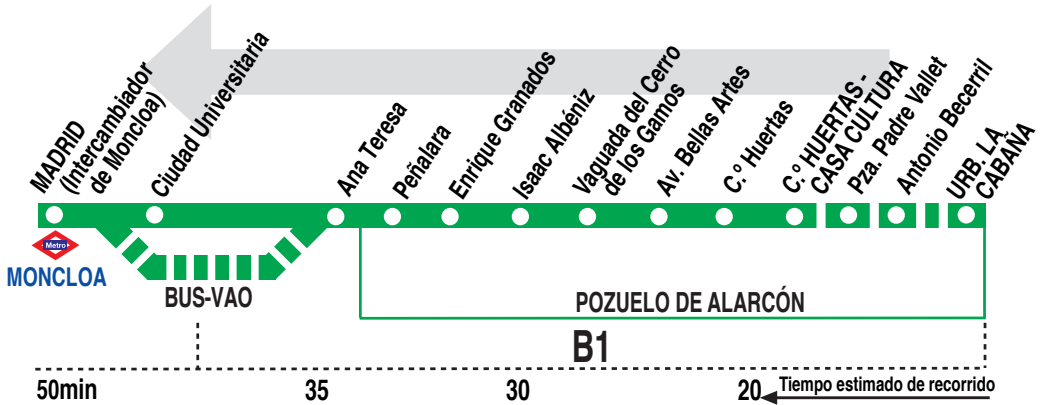 MADRID
(Intercambiador
de Moncloa)
Ciudad Universitaria
Ana Teresa
Peñalara
Enrique Granados
Isaac Albéniz
Vaguada del Cerro
de los Gamos
Av. Bellas Artes
C.º Huertas
C.º HUERTAS -
CASA CULTURA
Pza. Padre Vallet
Antonio Becerril
URB. LA
CABAÑA
Metro
MONCLOA
BUS-VAO
POZUELO DE ALARCÓN
B1
50min 35 30 20 Tiempo estimado de recorrido